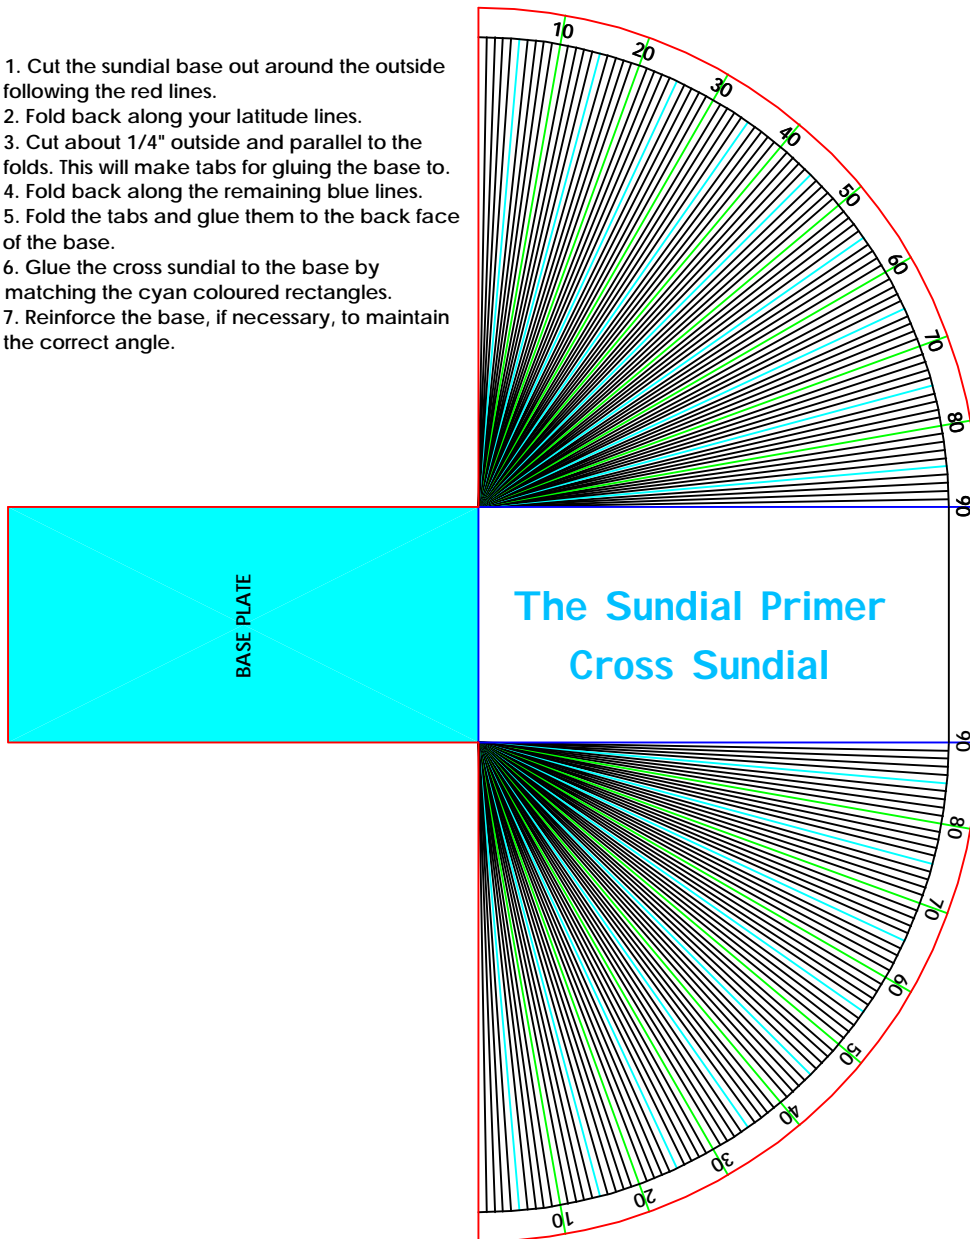 1. Cut the sundial base out around the outside
following the red lines.
2. Fold back along your latitude lines.
3. Cut about 1/4" outside and parallel to the
folds. This will make tabs for gluing the base to.
4. Fold back along the remaining blue lines.
5. Fold the tabs and glue them to the back face
of the base.
6. Glue the cross sundial to the base by
matching the cyan coloured rectangles.
7. Reinforce the base, if necessary, to maintain
the correct angle.
10
20
30
40
50
60
70
80
90
BASE PLATE
The Sundial Primer
Cross Sundial
90
80
70
60
50
40
30
20
10